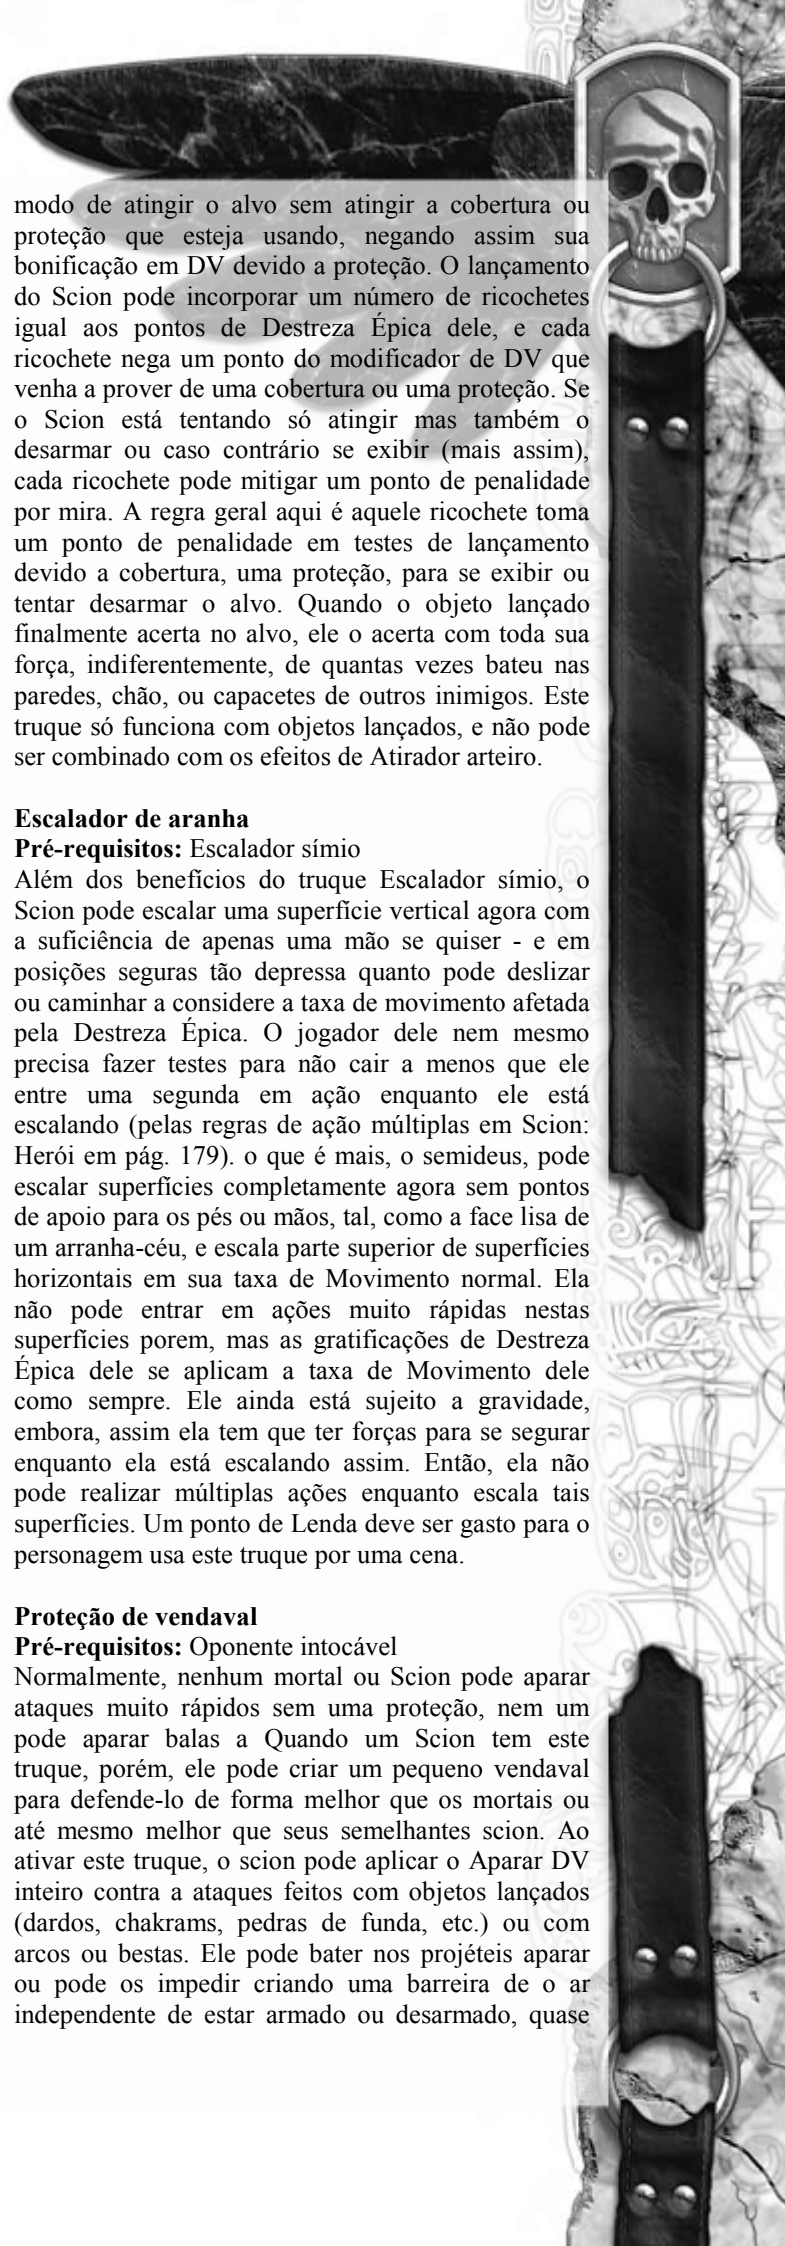 modo de atingir o alvo sem atingir a cobertura ou
proteção que esteja usando, negando assim sua
bonificação em DV devido a proteção. O lançamento
do Scion pode incorporar um número de ricochetes
igual aos pontos de Destreza Épica dele, e cada
ricochete nega um ponto do modificador de DV que
venha a prover de uma cobertura ou uma proteção. Se
o Scion está tentando só atingir mas também o
desarmar ou caso contrário se exibir (mais assim),
cada ricochete pode mitigar um ponto de penalidade
por mira. A regra geral aqui é aquele ricochete toma
um ponto de penalidade em testes de lançamento
devido a cobertura, uma proteção, para se exibir ou
tentar desarmar o alvo. Quando o objeto lançado
finalmente acerta no alvo, ele o acerta com toda sua
força, indiferentemente, de quantas vezes bateu nas
paredes, chão, ou capacetes de outros inimigos. Este
truque só funciona com objetos lançados, e não pode
ser combinado com os efeitos de Atirador arteiro.
Escalador de aranha
Pré-requisitos: Escalador símio
Além dos benefícios do truque Escalador símio, o
Scion pode escalar uma superfície vertical agora com
a suficiência de apenas uma mão se quiser - e em
posições seguras tão depressa quanto pode deslizar
ou caminhar a considere a taxa de movimento afetada
pela Destreza Épica. O jogador dele nem mesmo
precisa fazer testes para não cair a menos que ele
entre uma segunda em ação enquanto ele está
escalando (pelas regras de ação múltiplas em Scion:
Herói em pág. 179). o que é mais, o semideus, pode
escalar superfícies completamente agora sem pontos
de apoio para os pés ou mãos, tal, como a face lisa de
um arranha-céu, e escala parte superior de superfícies
horizontais em sua taxa de Movimento normal. Ela
não pode entrar em ações muito rápidas nestas
superfícies porem, mas as gratificações de Destreza
Épica dele se aplicam a taxa de Movimento dele
como sempre. Ele ainda está sujeito a gravidade,
embora, assim ela tem que ter forças para se segurar
enquanto ela está escalando assim. Então, ela não
pode realizar múltiplas ações enquanto escala tais
superfícies. Um ponto de Lenda deve ser gasto para o
personagem usa este truque por uma cena.
Proteção de vendaval
Pré-requisitos: Oponente intocável
Normalmente, nenhum mortal ou Scion pode aparar
ataques muito rápidos sem uma proteção, nem um
pode aparar balas a Quando um Scion tem este
truque, porém, ele pode criar um pequeno vendaval
para defende-lo de forma melhor que os mortais ou
até mesmo melhor que seus semelhantes scion. Ao
ativar este truque, o scion pode aplicar o Aparar DV
inteiro contra a ataques feitos com objetos lançados
(dardos, chakrams, pedras de funda, etc.) ou com
arcos ou bestas. Ele pode bater nos projéteis aparar
ou pode os impedir criando uma barreira de o ar
independente de estar armado ou desarmado, quase